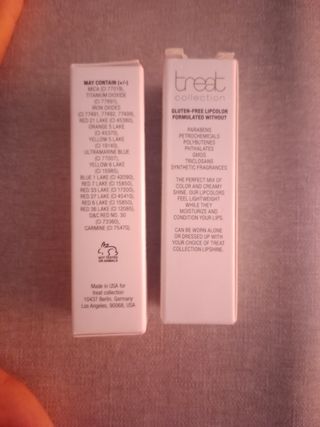 MAY CONTAIN (+/-)
MICA (CI 77019),
TITANIUM DIOXIDE
(CI 77891),
IRON OXIDES
(CI 77491, 77492, 77499),
RED 21 LAKE (CI 45380),
ORANGE 5 LAKE
(CI 45370),
YELLOW 5 LAKE
(CI 19140),
ULTRAMARINE BLUE
(CI 77007),
YELLOW 6 LAKE
(CI 15985),
BLUE 1 LAKE (CI 42090),
RED 7 LAKE (CI 15850),
RED 33 LAKE (CI 17200),
RED 27 LAKE (CI 45410),
RED 6 LAKE (CI 15850),
RED 36 LAKE (CI 12085),
D&C RED NO. 30
(CI 73360),
CARMINE (CI 75470).
NOT TESTED
ON ANIMALS
Made in USA for
treat collection
10437 Berlin, Germany
Los Angeles, 90068, USA
treat
collection
GLUTEN-FREE LIPCOLOR
FORMULATED WITHOUT
PARABENS
PETROCHEMICALS
POLYBUTENES
PHTHALATES
GMOS
TRICLOSANS
SYNTHETIC FRAGRANCES
THE PERFECT MIX OF
COLOR AND CREAMY
SHINE. OUR LIPCOLORS
FEEL LIGHTWEIGHT
WHILE THEY
MOISTURIZE AND
CONDITION YOUR LIPS.
CAN BE WORN ALONE
OR DRESSED UP WITH
YOUR CHOICE OF TREAT
COLLECTION LIPSHINE.